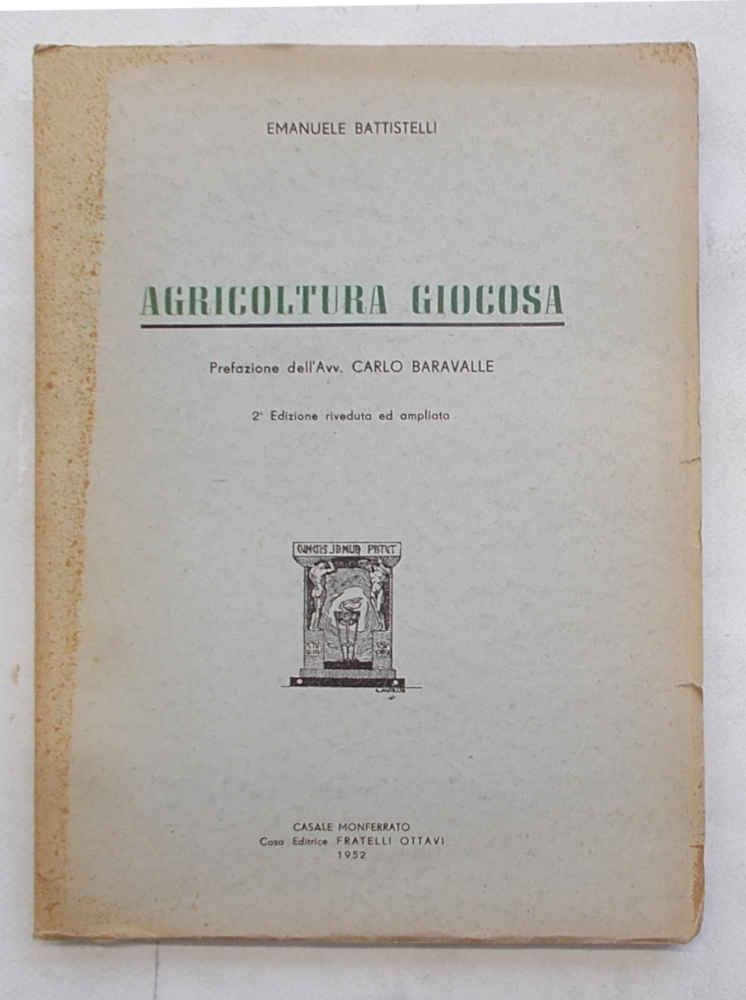 EMANUELE BATTISTELLI
AGRICOLTURA GIOCOSA
Prefazione dell'Avv. CARLO BARAVALLE
2ª Edizione riveduta ed ampliata
CASALE MONFERRATO
Casa Editrice FRATELLI OTTAVI
1952